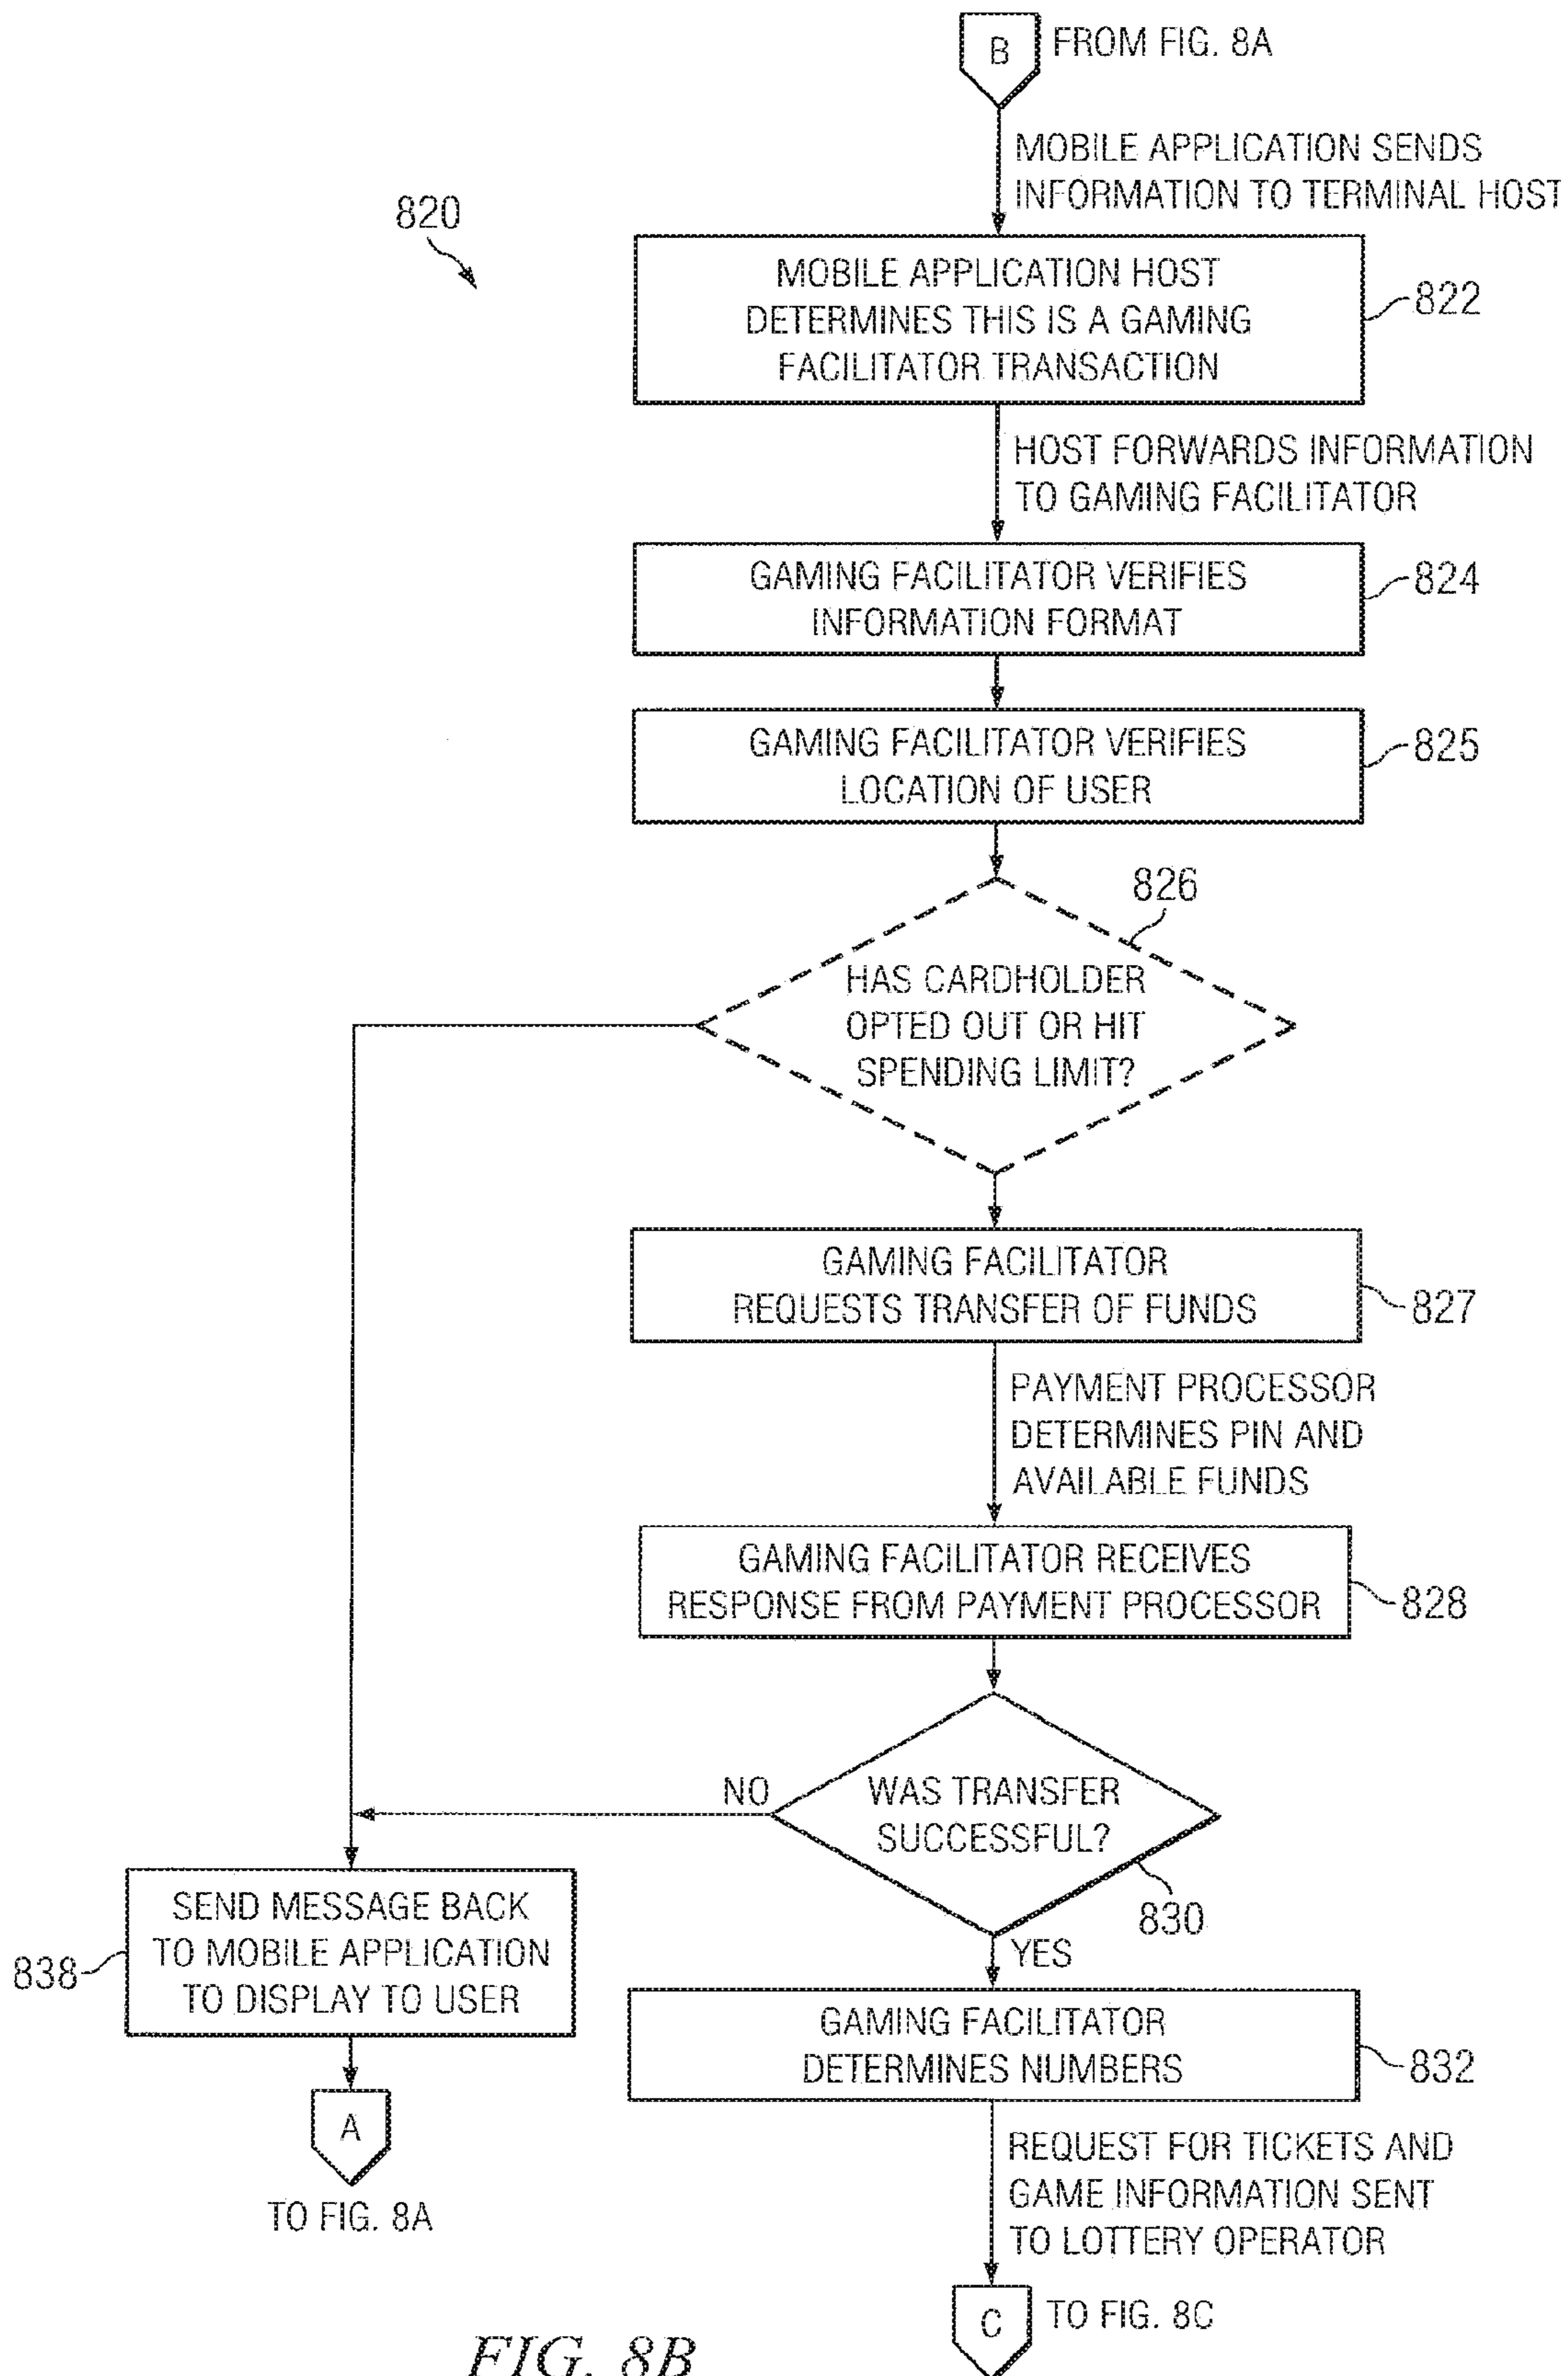 B
FROM FIG. 8A
MOBILE APPLICATION SENDS
INFORMATION TO TERMINAL HOST
820
MOBILE APPLICATION HOST
DETERMINES THIS IS A GAMING
FACILITATOR TRANSACTION
822
HOST FORWARDS INFORMATION
TO GAMING FACILITATOR
GAMING FACILITATOR VERIFIES
INFORMATION FORMAT
824
GAMING FACILITATOR VERIFIES
LOCATION OF USER
825
826
HAS CARDHOLDER
OPTED OUT OR HIT
SPENDING LIMIT?
GAMING FACILITATOR
REQUESTS TRANSFER OF FUNDS
827
PAYMENT PROCESSOR
DETERMINES PIN AND
AVAILABLE FUNDS
GAMING FACILITATOR RECEIVES
RESPONSE FROM PAYMENT PROCESSOR
828
NO
WAS TRANSFER
SUCCESSFUL?
830
YES
SEND MESSAGE BACK
TO MOBILE APPLICATION
TO DISPLAY TO USER
838
GAMING FACILITATOR
DETERMINES NUMBERS
832
A
TO FIG. 8A
REQUEST FOR TICKETS AND
GAME INFORMATION SENT
TO LOTTERY OPERATOR
C
TO FIG. 8C
FIG. 8B